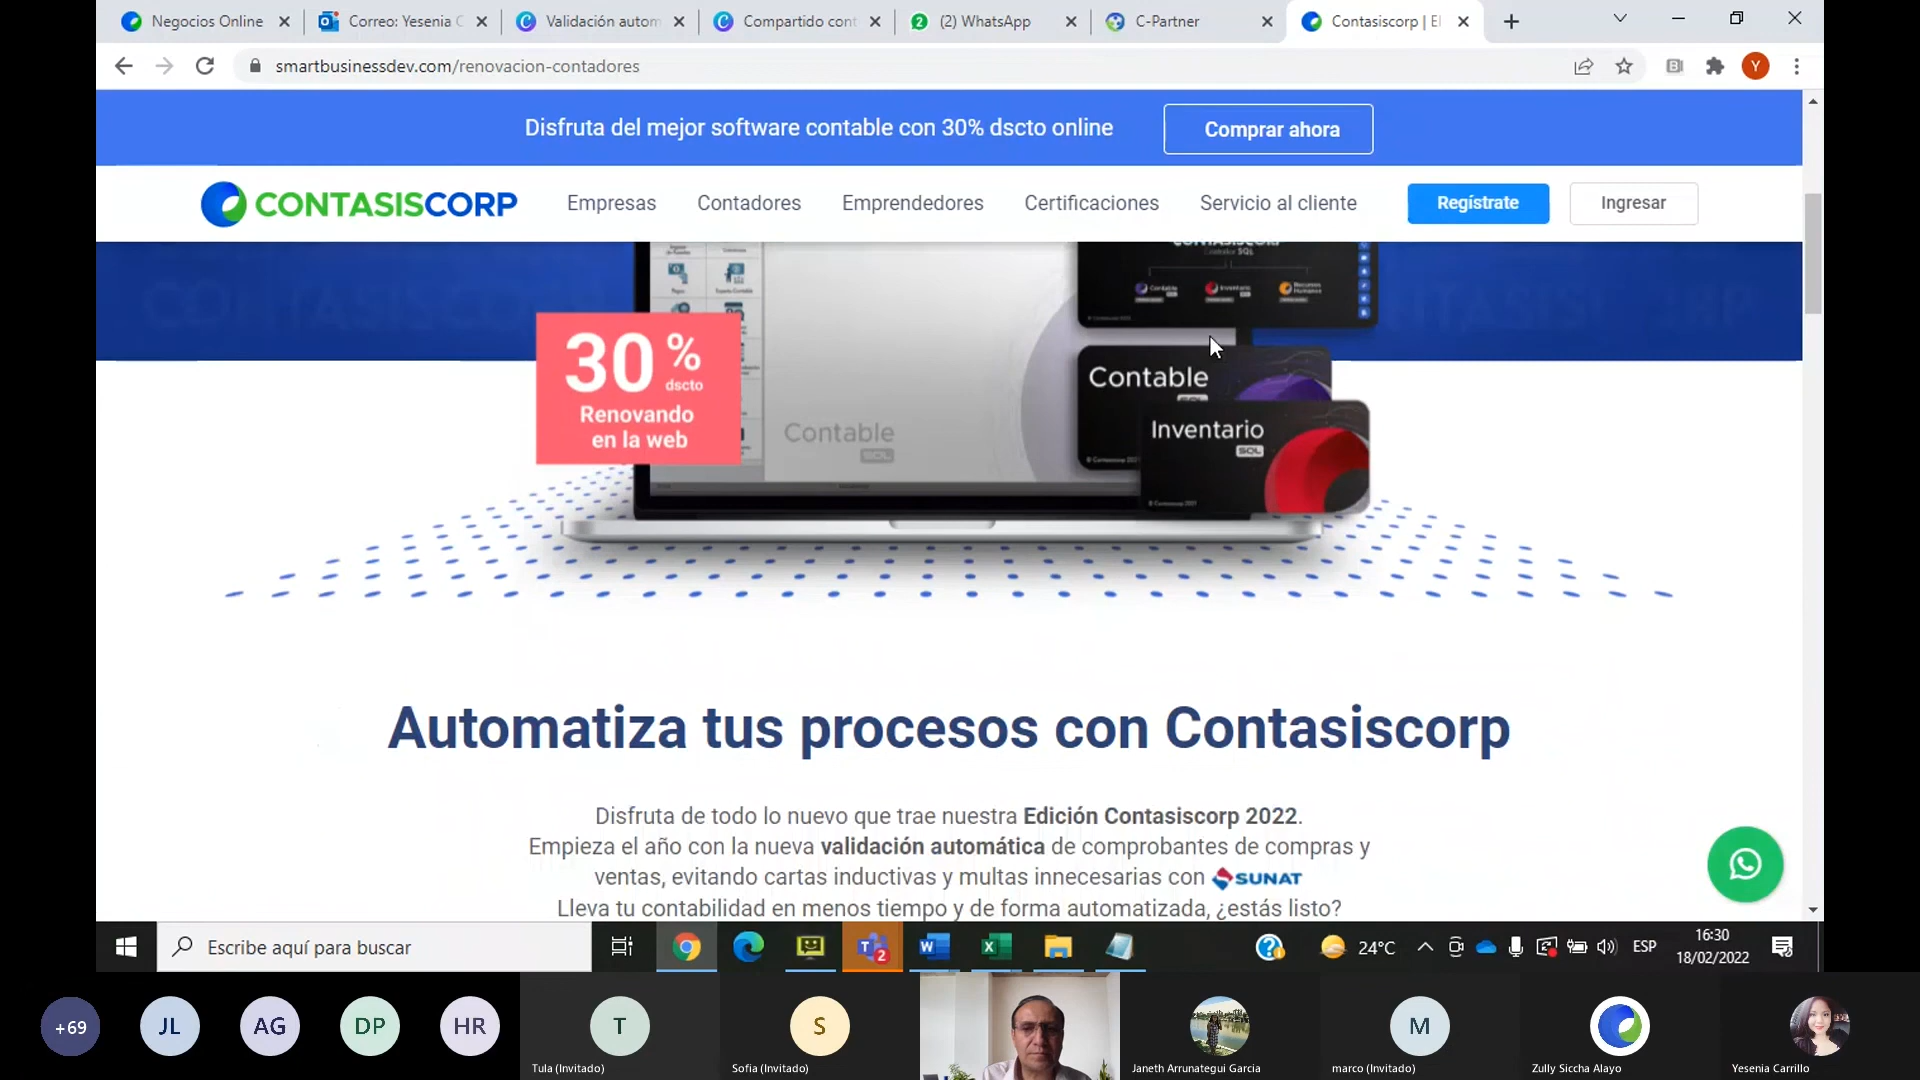 Negocios Online
Correo: Yesenia C
Validación autom
Compartido cont
(2) WhatsApp
C-Partner
Contasiscorp | El
smartbusinessdev.com/renovacion-contadores
Y
Disfruta del mejor software contable con 30% dscto online
Comprar ahora
CONTASISCORP
Empresas
Contadores
Emprendedores
Certificaciones
Servicio al cliente
Regístrate
Ingresar
30%
dscto
Renovando
en la web
Contable
SQL
Contable
Inventario
SQL
Automatiza tus procesos con Contasiscorp
Disfruta de todo lo nuevo que trae nuestra Edición Contasiscorp 2022.
Empieza el año con la nueva validación automática de comprobantes de compras y
ventas, evitando cartas inductivas y multas innecesarias con SUNAT
Lleva tu contabilidad en menos tiempo y de forma automatizada, ¿estás listo?
Escribe aquí para buscar
2
24°C
ESP
16:30
18/02/2022
+69
JL
AG
DP
HR
T
Tula (Invitado)
S
Sofia (Invitado)
Janeth Arrunategui Garcia
M
marco (Invitado)
Zully Siccha Alayo
Yesenia Carrillo